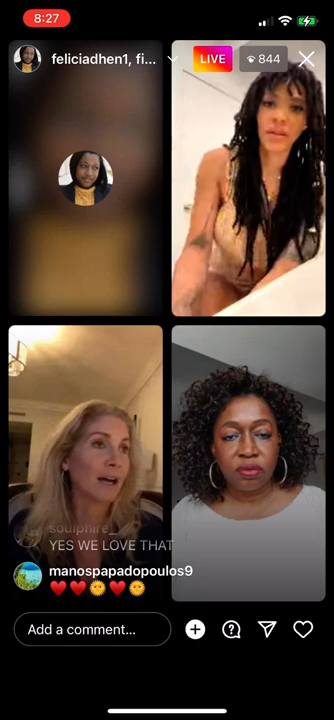 8:27
feliciadhen1, fi...
LIVE
844
soulphire_
YES WE LOVE THAT
manospapadopoulos9
❤️❤️🌞❤️🌞
Add a comment...